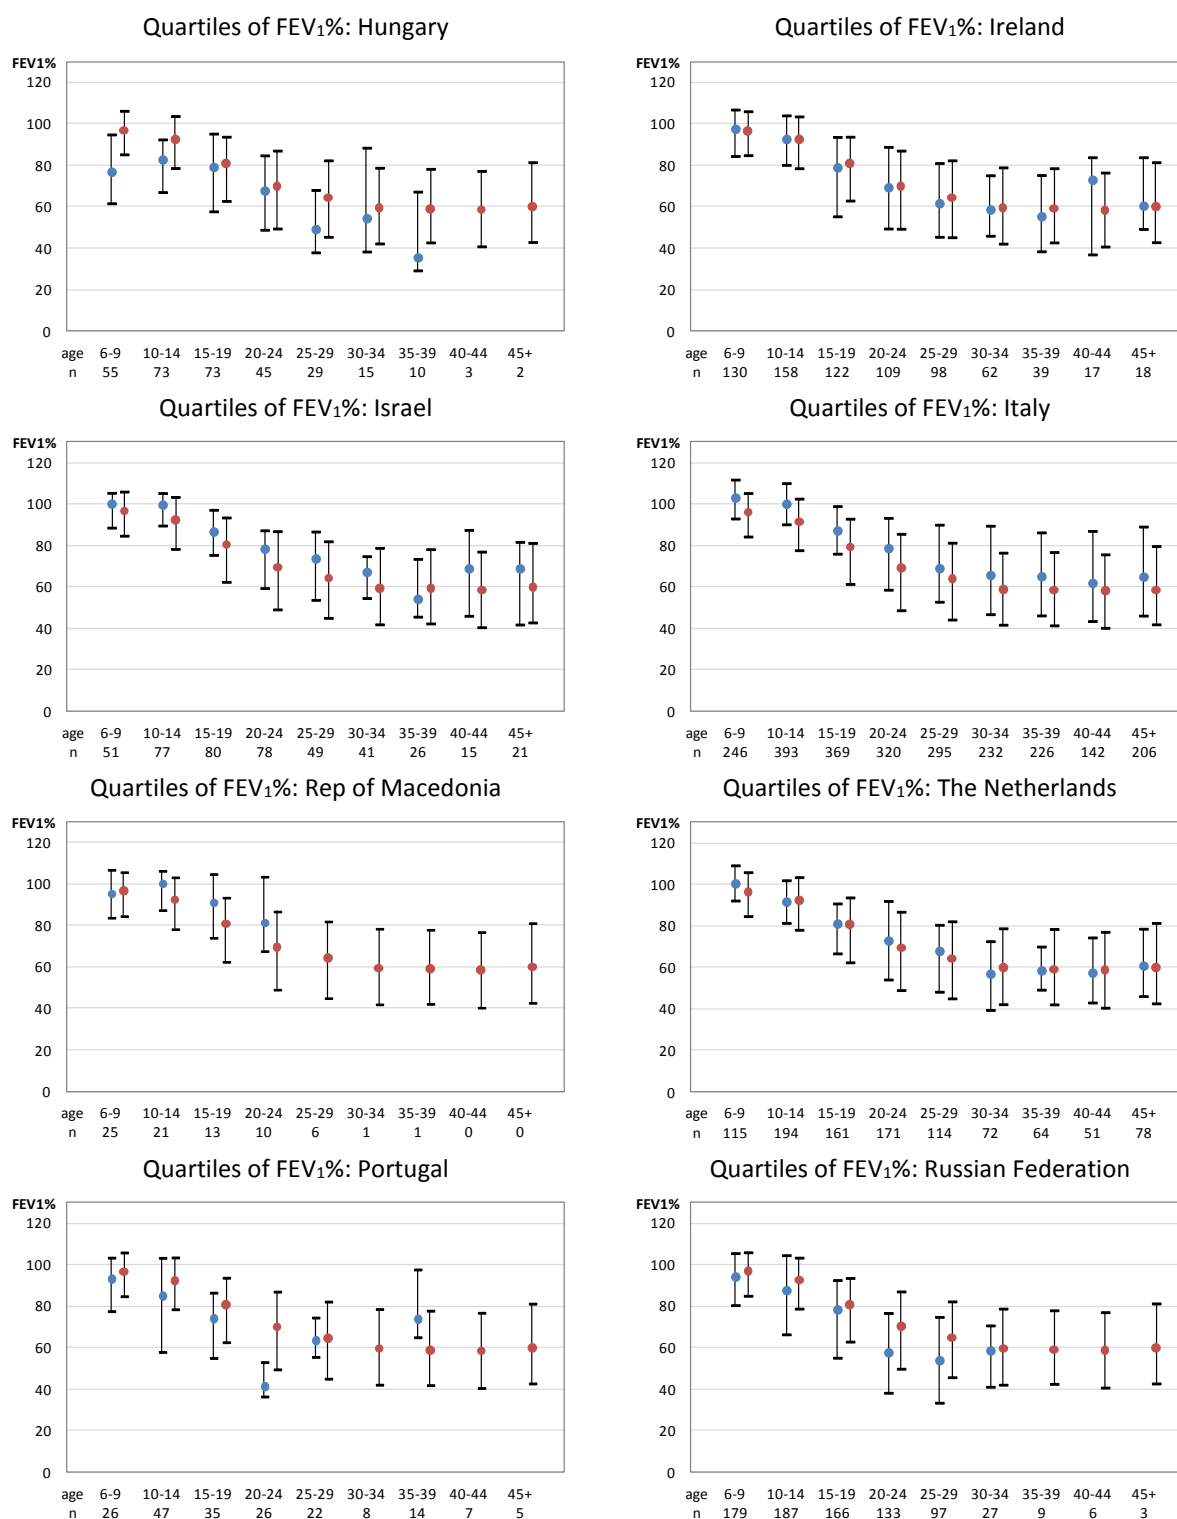 Quartiles of FEV₁%: Hungary
FEV1%
120
100
80
60
40
20
0
age 6-9 10-14 15-19 20-24 25-29 30-34 35-39 40-44 45+
n 55 73 73 45 29 15 10 3 2
Quartiles of FEV₁%: Ireland
FEV1%
120
100
80
60
40
20
0
age 6-9 10-14 15-19 20-24 25-29 30-34 35-39 40-44 45+
n 130 158 122 109 98 62 39 17 18
Quartiles of FEV₁%: Israel
FEV1%
120
100
80
60
40
20
0
age 6-9 10-14 15-19 20-24 25-29 30-34 35-39 40-44 45+
n 51 77 80 78 49 41 26 15 21
Quartiles of FEV₁%: Italy
FEV1%
120
100
80
60
40
20
0
age 6-9 10-14 15-19 20-24 25-29 30-34 35-39 40-44 45+
n 246 393 369 320 295 232 226 142 206
Quartiles of FEV₁%: Rep of Macedonia
FEV1%
120
100
80
60
40
20
0
age 6-9 10-14 15-19 20-24 25-29 30-34 35-39 40-44 45+
n 25 21 13 10 6 1 1 0 0
Quartiles of FEV₁%: The Netherlands
FEV1%
120
100
80
60
40
20
0
age 6-9 10-14 15-19 20-24 25-29 30-34 35-39 40-44 45+
n 115 194 161 171 114 72 64 51 78
Quartiles of FEV₁%: Portugal
FEV1%
120
100
80
60
40
20
0
age 6-9 10-14 15-19 20-24 25-29 30-34 35-39 40-44 45+
n 26 47 35 26 22 8 14 7 5
Quartiles of FEV₁%: Russian Federation
FEV1%
120
100
80
60
40
20
0
age 6-9 10-14 15-19 20-24 25-29 30-34 35-39 40-44 45+
n 179 187 166 133 97 27 9 6 3